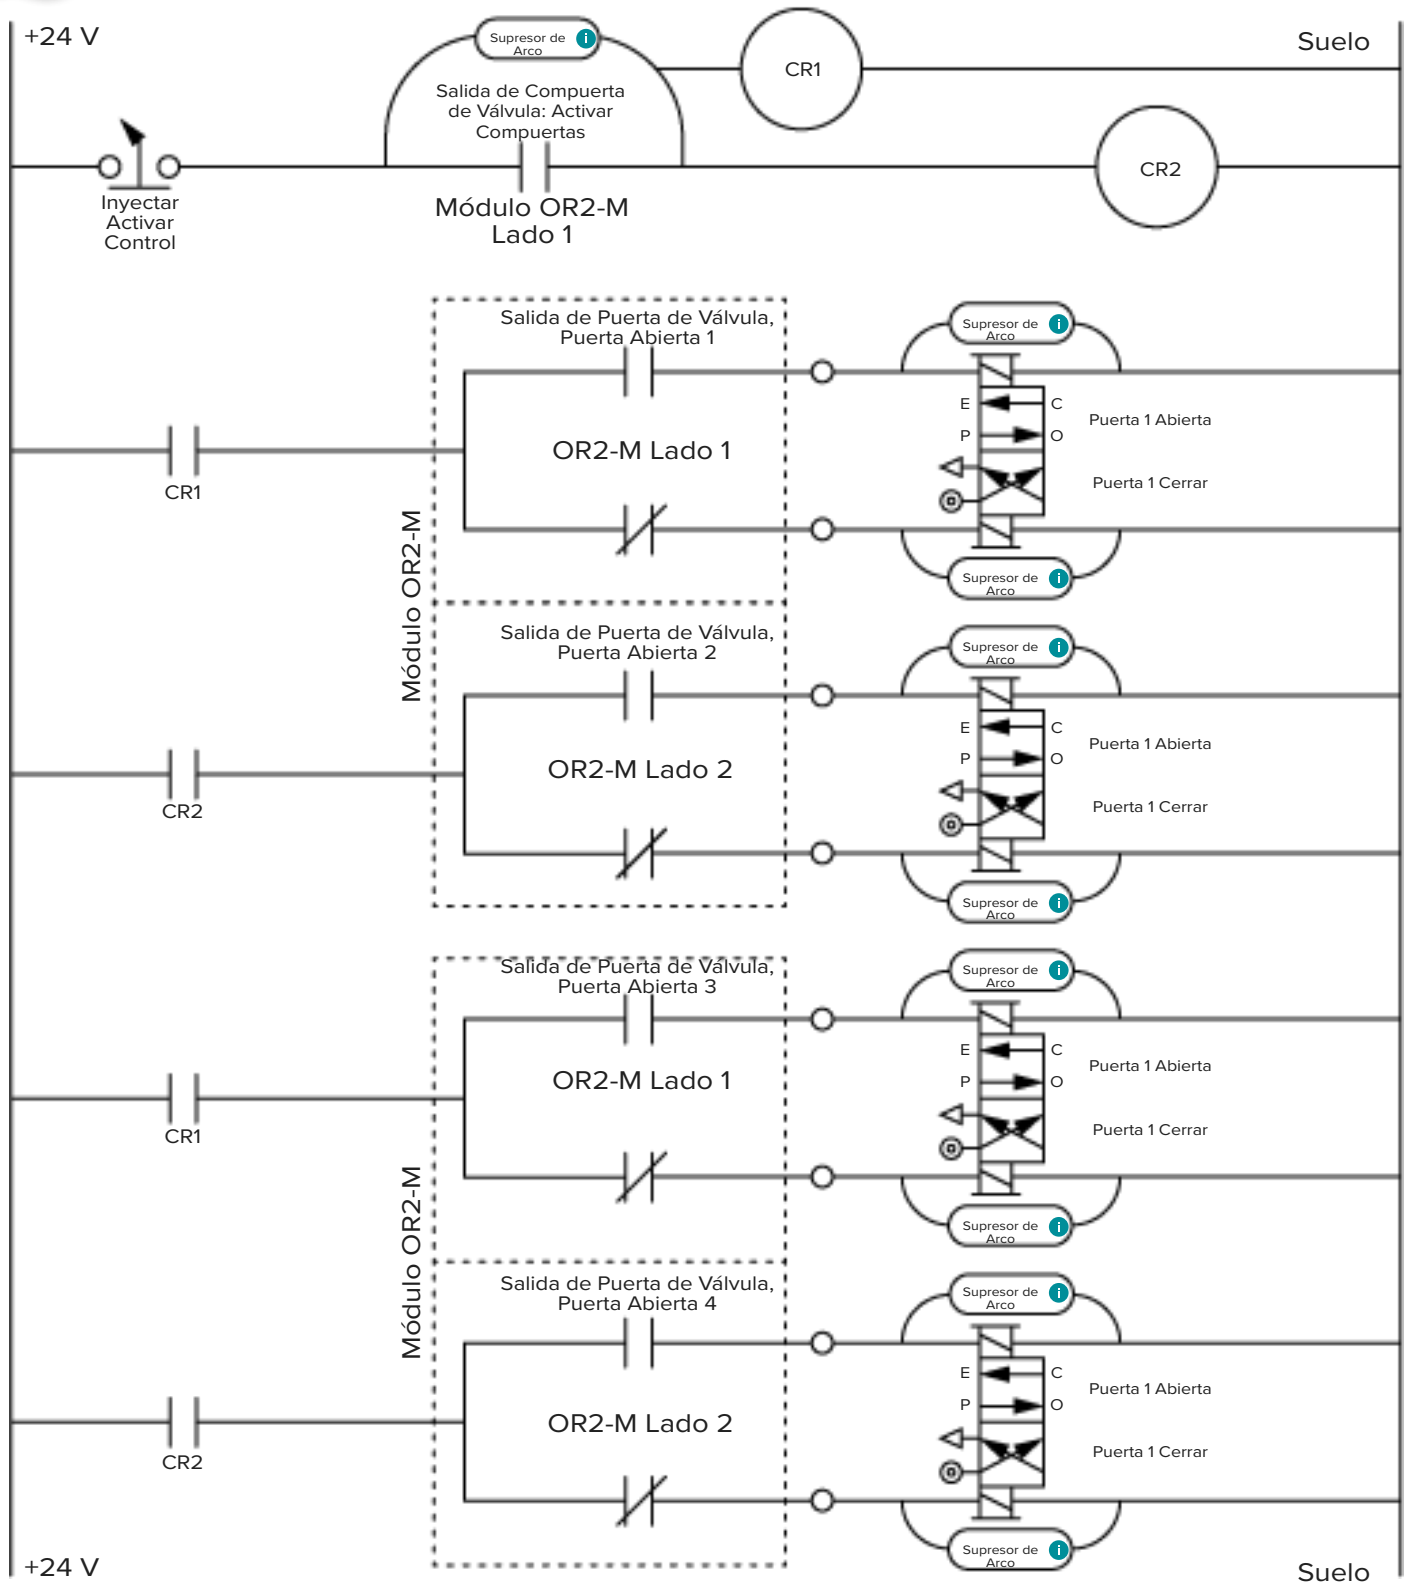 +24 V
Suelo
Supresor de
Arco
i
CR1
Salida de Compuerta
de Válvula: Activar
Compuertas
CR2
Inyectar
Activar
Control
Módulo OR2-M
Lado 1
Módulo OR2-M
Salida de Puerta de Válvula,
Puerta Abierta 1
Supresor de
Arco
i
E
C
Puerta 1 Abierta
P
O
OR2-M Lado 1
CR1
Puerta 1 Cerrar
Supresor de
Arco
i
Salida de Puerta de Válvula,
Puerta Abierta 2
Supresor de
Arco
i
E
C
Puerta 1 Abierta
P
O
OR2-M Lado 2
CR2
Puerta 1 Cerrar
Supresor de
Arco
i
Módulo OR2-M
Salida de Puerta de Válvula,
Puerta Abierta 3
Supresor de
Arco
i
E
C
Puerta 1 Abierta
P
O
OR2-M Lado 1
CR1
Puerta 1 Cerrar
Supresor de
Arco
i
Salida de Puerta de Válvula,
Puerta Abierta 4
Supresor de
Arco
i
E
C
Puerta 1 Abierta
P
O
OR2-M Lado 2
CR2
Puerta 1 Cerrar
Supresor de
Arco
i
+24 V
Suelo